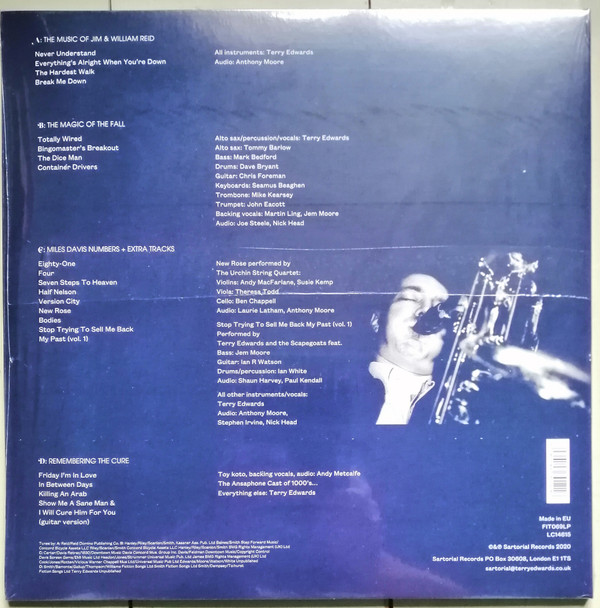 A: THE MUSIC OF JIM & WILLIAM REID
Never Understand
Everything's Alright When You're Down
The Hardest Walk
Break Me Down
All instruments: Terry Edwards
Audio: Anthony Moore
B: THE MAGIC OF THE FALL
Totally Wired
Bingomaster's Breakout
The Dice Man
Container Drivers
Alto sax/percussion/vocals: Terry Edwards
Alto sax: Tommy Barlow
Bass: Mark Bedford
Drums: Dave Bryant
Guitar: Chris Foreman
Keyboards: Seamus Beaghen
Trombone: Mike Kearsey
Trumpet: John Eacott
Backing vocals: Martin Ling, Jem Moore
Audio: Joe Steele, Nick Head
C: MILES DAVIS NUMBERS + EXTRA TRACKS
Eighty-One
Four
Seven Steps To Heaven
Half Nelson
Version City
New Rose
Bodies
Stop Trying To Sell Me Back
My Past (vol. 1)
New Rose performed by
The Urchin String Quartet:
Violins: Andy MacFarlane, Susie Kemp
Viola: Theresa Todd
Cello: Ben Chappell
Audio: Laurie Latham, Anthony Moore
Stop Trying To Sell Me Back My Past (vol. 1)
Performed by
Terry Edwards and the Scapegoats feat.
Bass: Jem Moore
Guitar: Ian R Watson
Drums/percussion: Ian White
Audio: Shaun Harvey, Paul Kendall
All other instruments/vocals:
Terry Edwards
Audio: Anthony Moore,
Stephen Irvine, Nick Head
D: REMEMBERING THE CURE
Friday I'm In Love
In Between Days
Killing An Arab
Show Me A Sane Man &
I Will Cure Him For You
(guitar version)
Toy koto, backing vocals, audio: Andy Metcalfe
The Ansaphone Cast of 1000's...
Everything else: Terry Edwards
Made in EU
FIT069LP
LC14615
©&℗ Sartorial Records 2020
Sartorial Records PO Box 30608, London E1 1TS
sartorial@terryedwards.co.uk